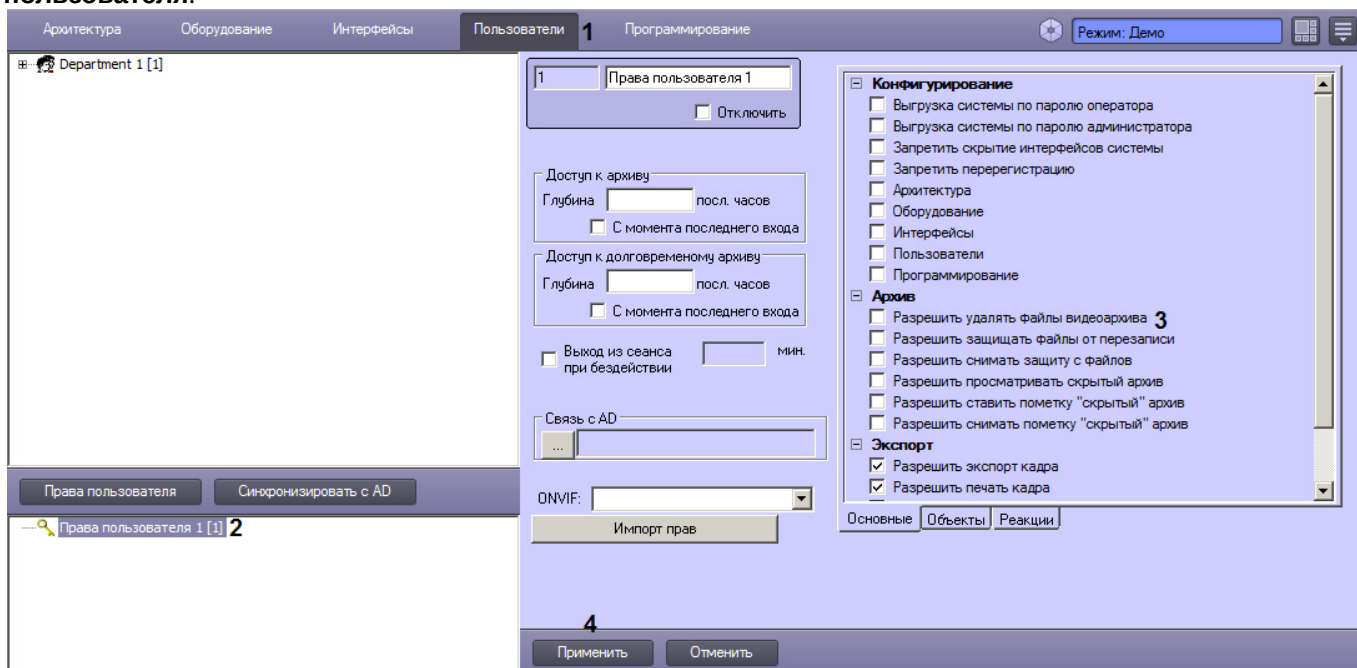 пользователя.
Архитектура Оборудование Интерфейсы Пользователи 1 Программирование Режим: Демо
Department 1 [1]
1 Права пользователя 1
Отключить
Доступ к архиву
Глубина посл. часов
С момента последнего входа
Доступ к долговременому архиву
Глубина посл. часов
С момента последнего входа
Выход из сеанса
при бездействии
мин.
Связь с AD
...
ONVIF:
Импорт прав
Конфигурирование
Выгрузка системы по паролю оператора
Выгрузка системы по паролю администратора
Запретить скрытие интерфейсов системы
Запретить перерегистрацию
Архитектура
Оборудование
Интерфейсы
Пользователи
Программирование
Архив
Разрешить удалять файлы видеоархива 3
Разрешить защищать файлы от перезаписи
Разрешить снимать защиту с файлов
Разрешить просматривать скрытый архив
Разрешить ставить пометку "скрытый" архив
Разрешить снимать пометку "скрытый" архив
Экспорт
Разрешить экспорт кадра
Разрешить печать кадра
Основные Объекты Реакции
Права пользователя Синхронизировать с AD
Права пользователя 1 [1] 2
4
Применить Отменить